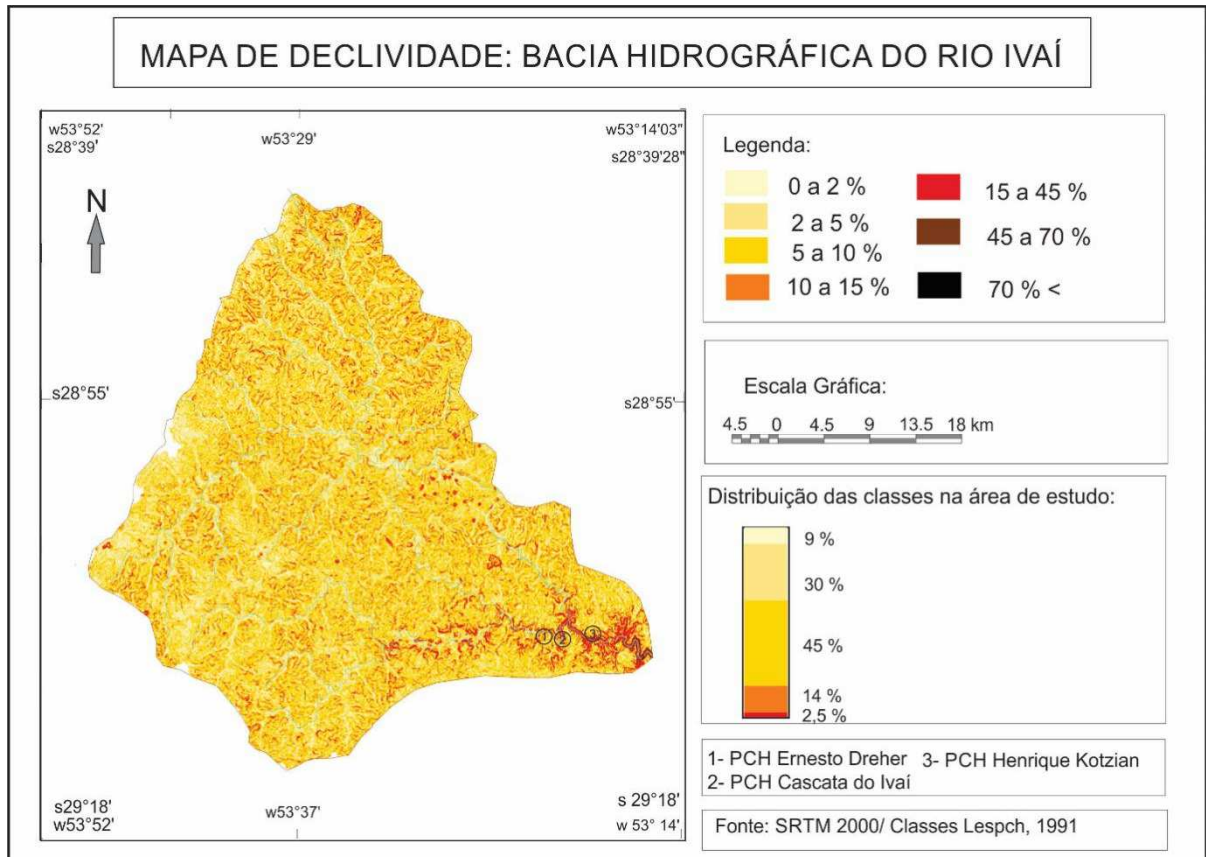 MAPA DE DECLIVIDADE: BACIA HIDROGRÁFICA DO RIO IVAÍ
w53°52'
s28°39'
w53°29'
w53°14'03"
s28°39'28"
N
s28°55'
s28°55'
1 2 3
s29°18'
w53°52'
w53°37'
s 29°18'
w 53° 14'
Legenda:
0 a 2 %
2 a 5 %
5 a 10 %
10 a 15 %
15 a 45 %
45 a 70 %
70 % <
Escala Gráfica:
4.5 0 4.5 9 13.5 18 km
Distribuição das classes na área de estudo:
9 %
30 %
45 %
14 %
2,5 %
1- PCH Ernesto Dreher 3- PCH Henrique Kotzian
2- PCH Cascata do Ivaí
Fonte: SRTM 2000/ Classes Lespch, 1991